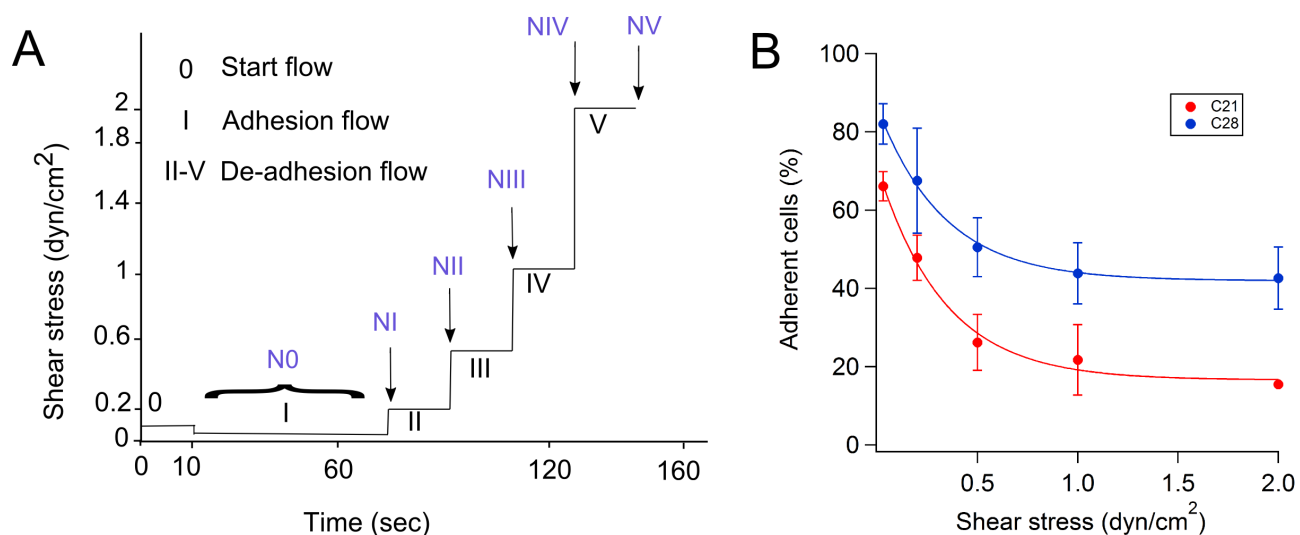 A
0 Start flow
I Adhesion flow
II-V De-adhesion flow
Shear stress (dyn/cm2)
2
1.8
1.4
1
0.6
0.2
0
NIV NV
NIII
NII
NI
N0
0
I
II
III
IV
V
0 10 60 120 160
Time (sec)
B
Adherent cells (%)
100
80
60
40
20
0
C21
C28
0.5 1.0 1.5 2.0
Shear stress (dyn/cm2)